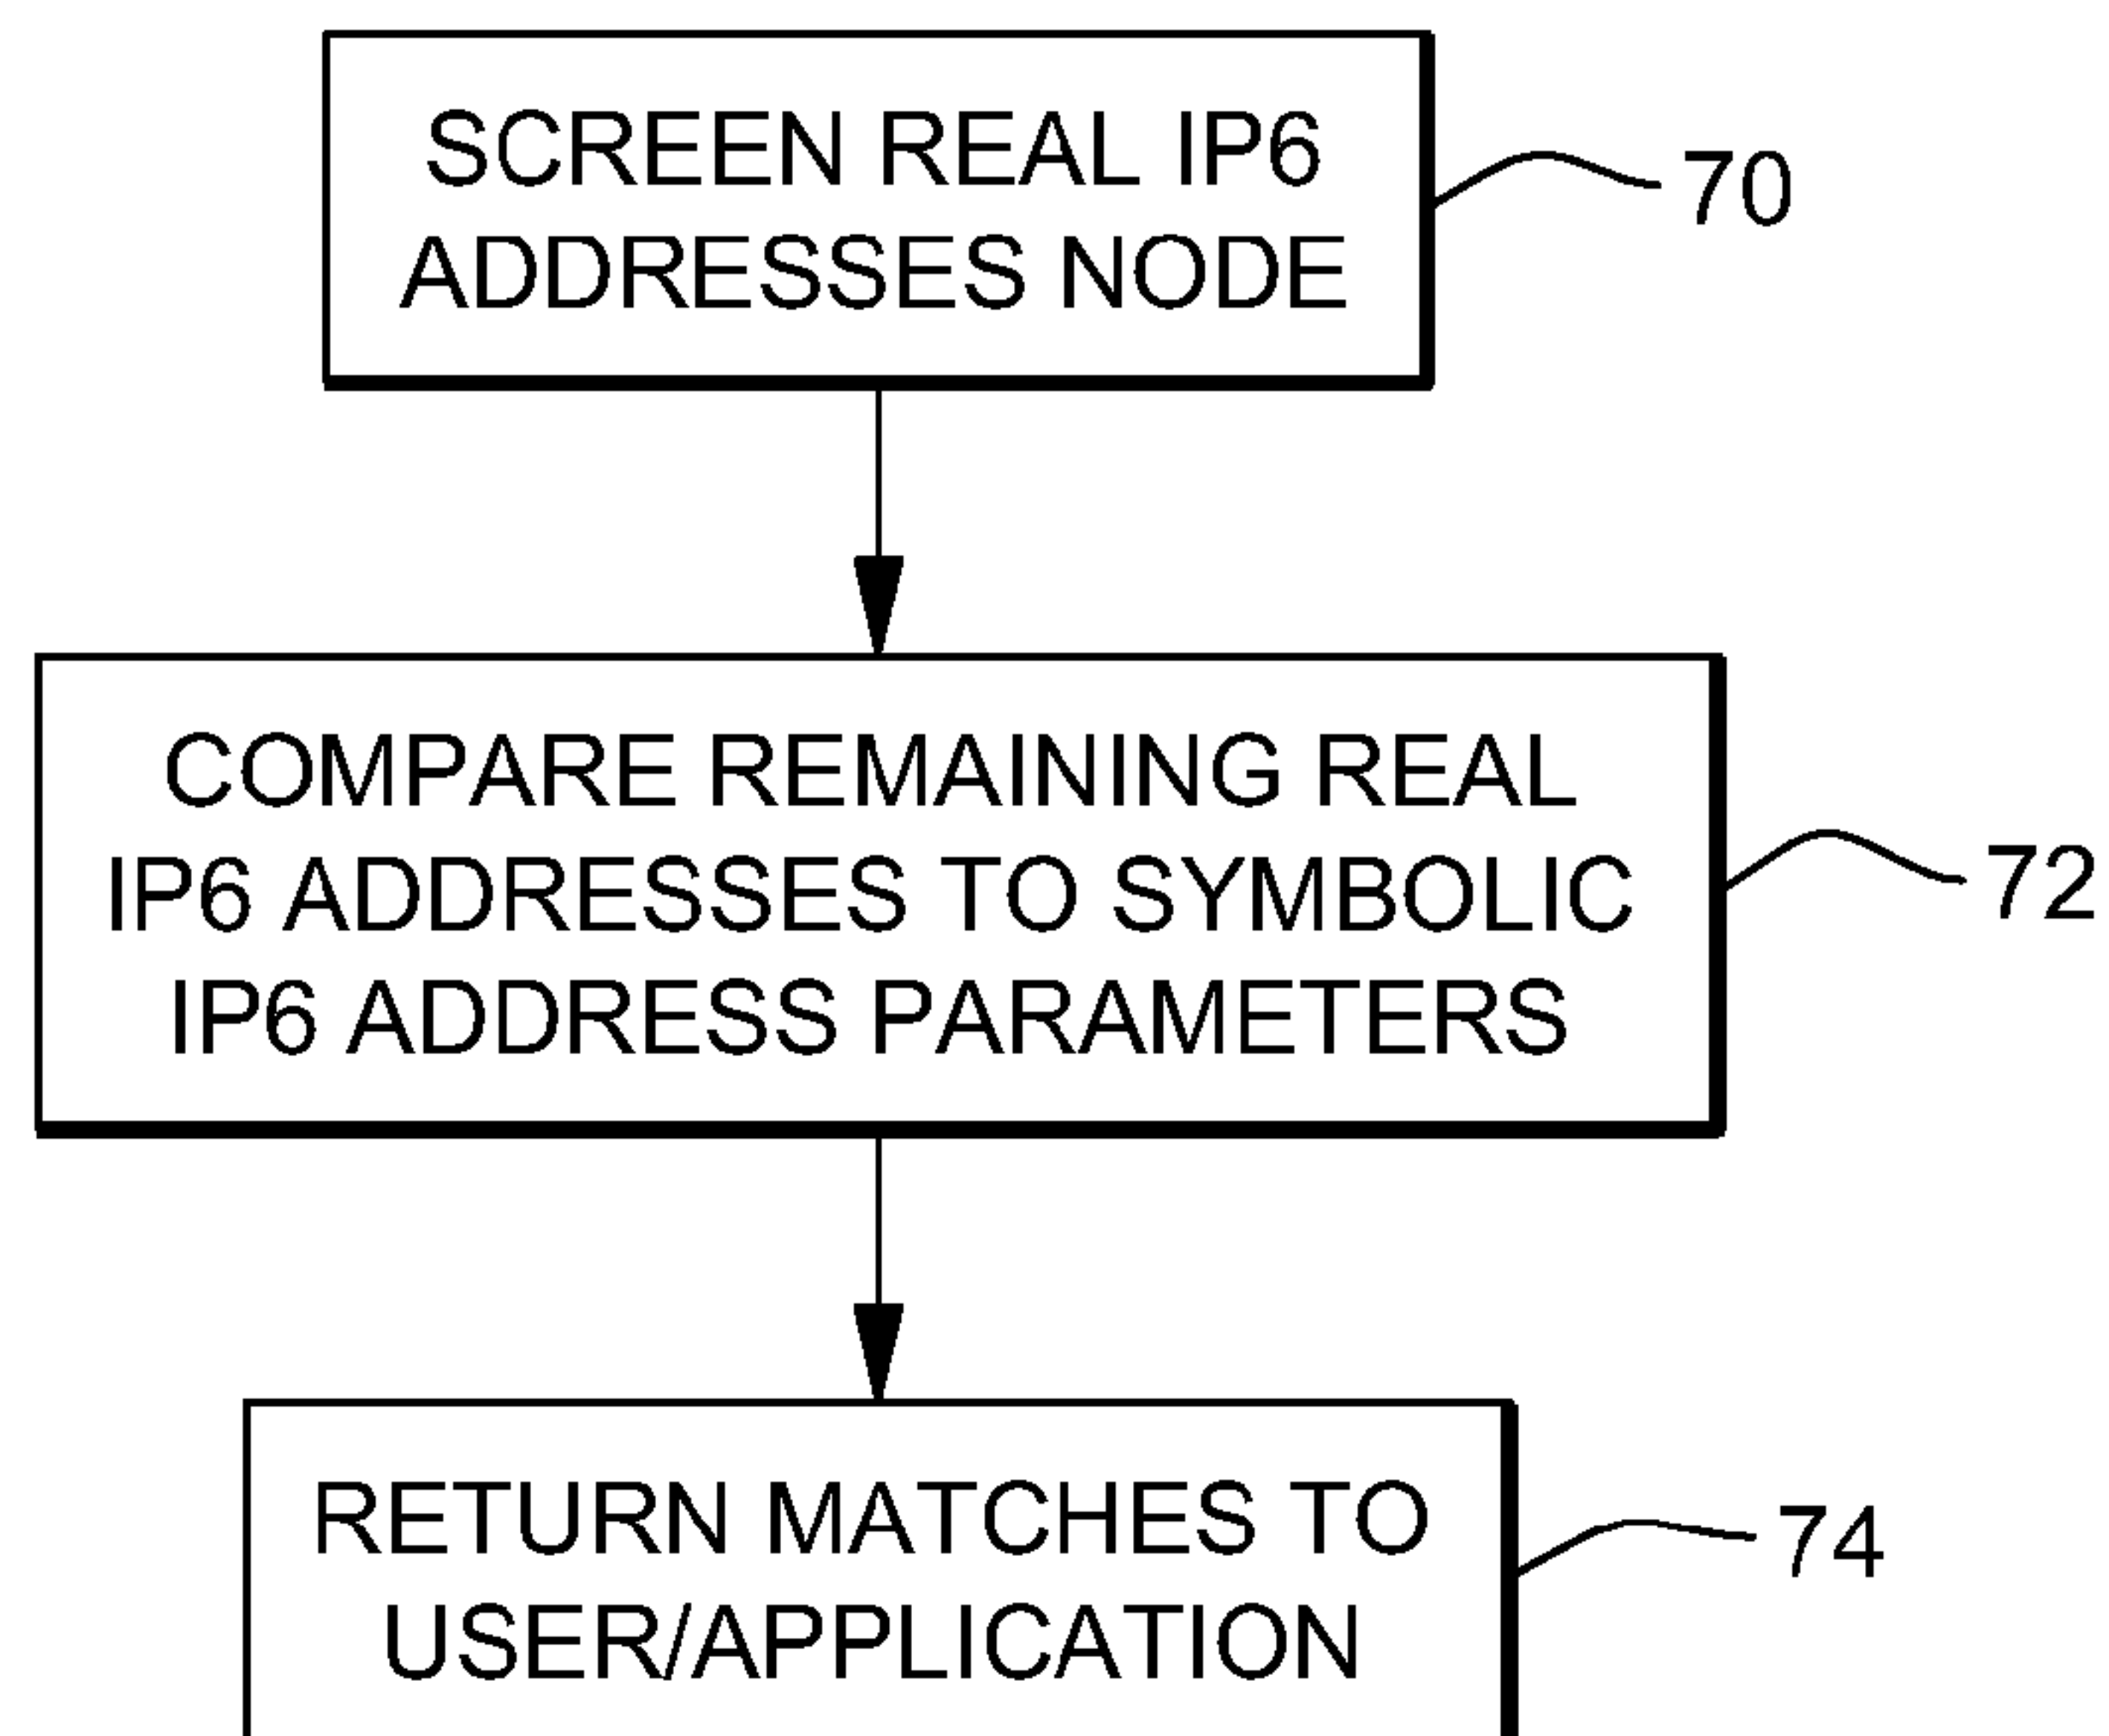 SCREEN REAL IP6
ADDRESSES NODE
70
COMPARE REMAINING REAL
IP6 ADDRESSES TO SYMBOLIC
IP6 ADDRESS PARAMETERS
72
RETURN MATCHES TO
USER/APPLICATION
74